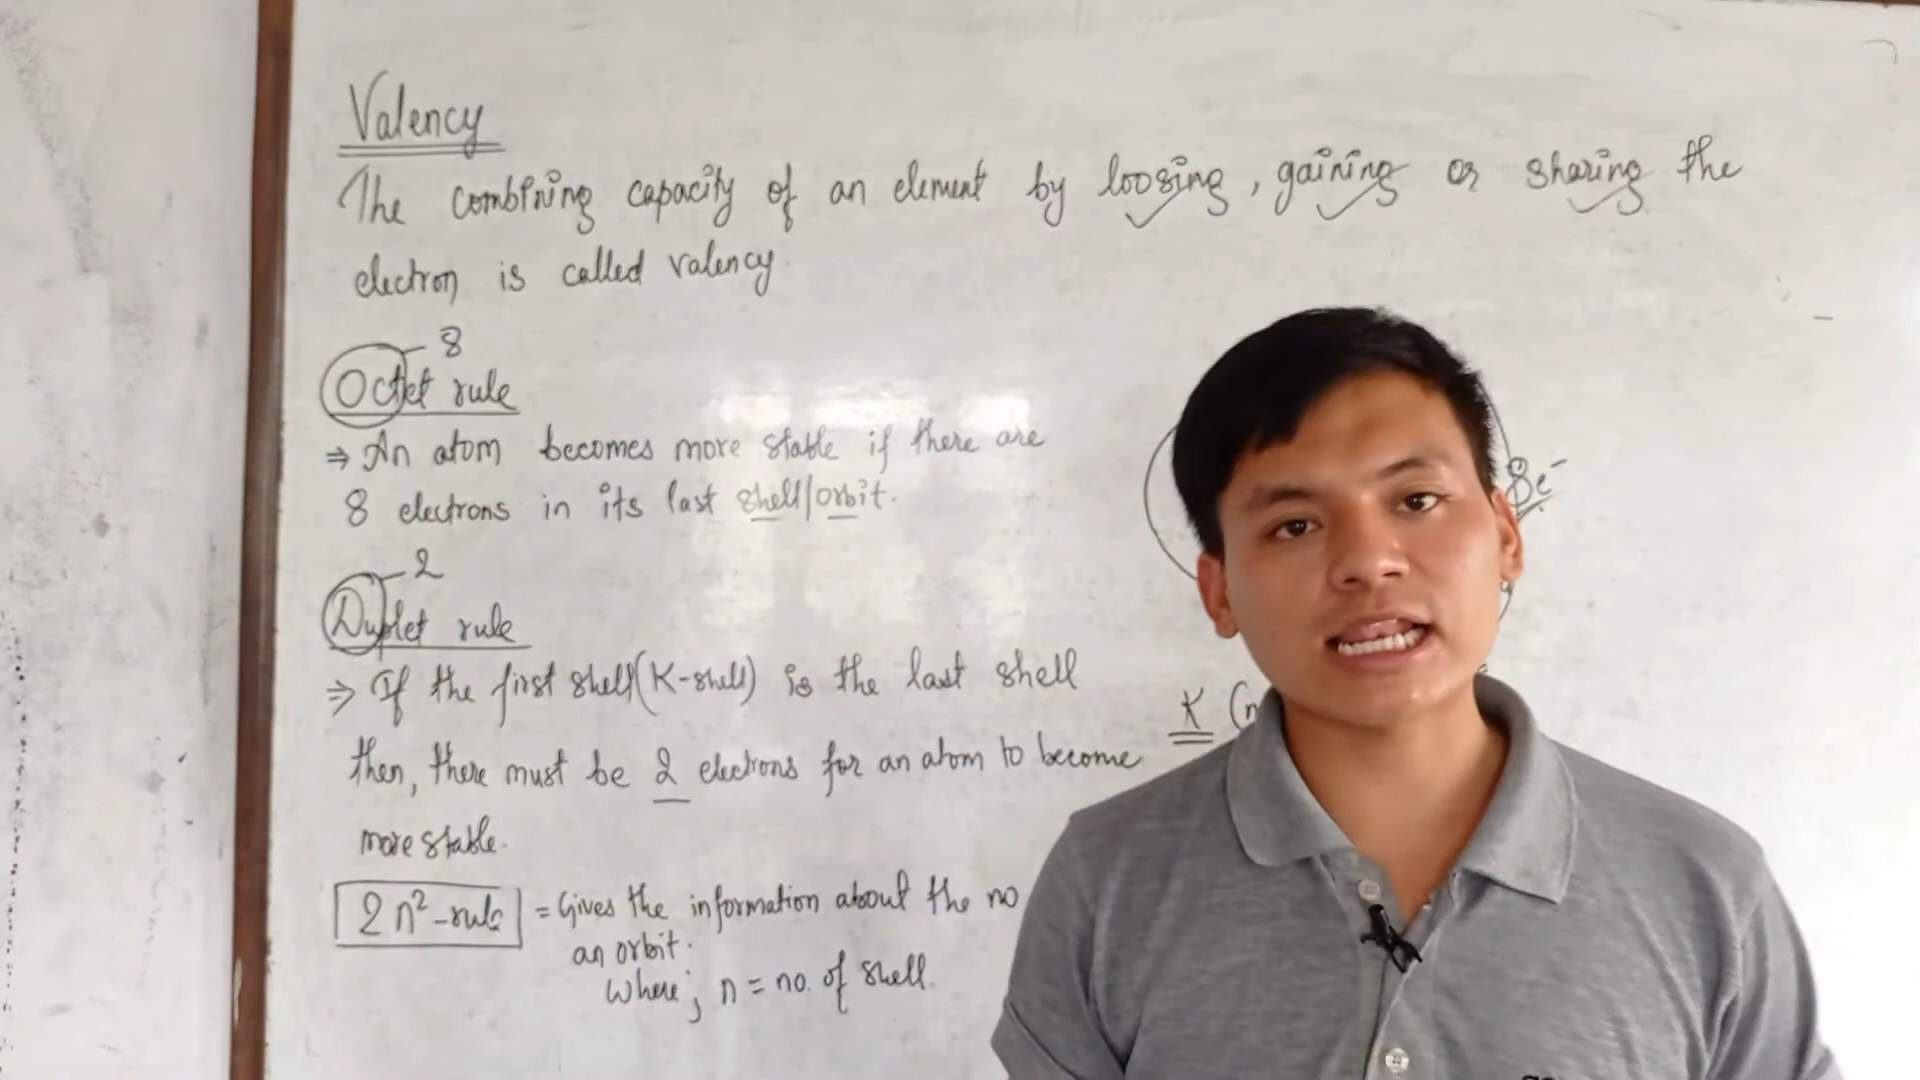 Valency
The combining capacity of an element by loosing, gaining or sharing the
electron is called valency.
8
Octet rule
⇒ An atom becomes more stable if there are
8 electrons in its last shell/orbit.
8e⁻
2
Duplet rule
⇒ If the first shell (K-shell) is the last shell
K (n
then, there must be 2 electrons for an atom to become
more stable.
2n²-rule = Gives the information about the no
an orbit.
Where; n = no. of shell.